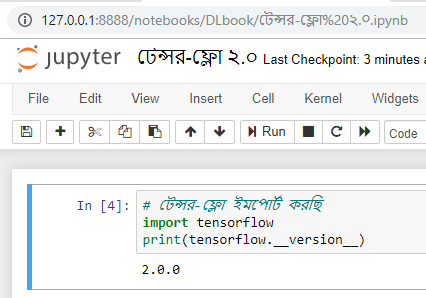 127.0.0.1:8888/notebooks/DLbook/টেন্সর-ফ্লো%20২.০.ipynb
jupyter টেন্সর-ফ্লো ২.০ Last Checkpoint: 3 minutes a
File Edit View Insert Cell Kernel Widgets
Run Code
In [4]: # টেন্সর-ফ্লো ইমপোর্ট করছি
import tensorflow
print(tensorflow.__version__)
2.0.0